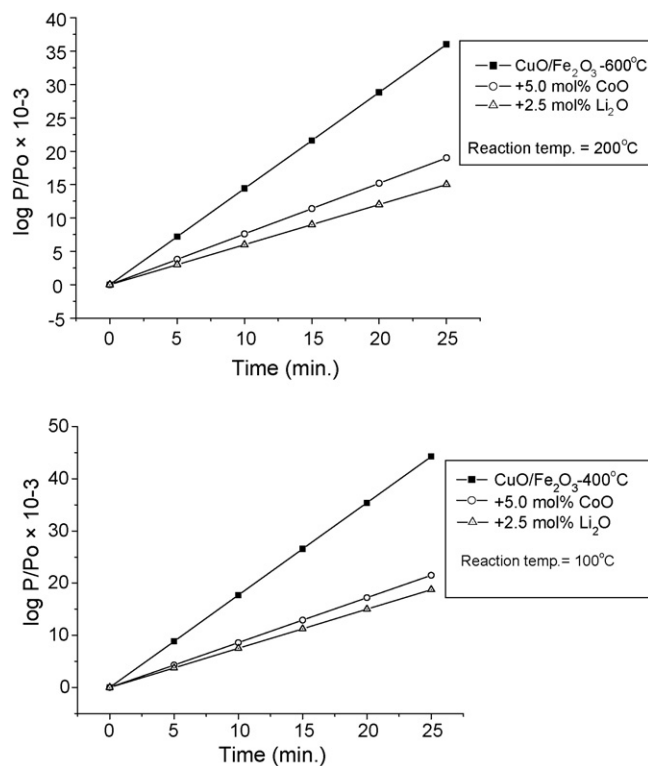 log P/Po × 10-3
40
35
30
25
20
15
10
5
0
-5
0 5 10 15 20 25
Time (min.)
CuO/Fe₂O₃-600°C
+5.0 mol% CoO
+2.5 mol% Li₂O
Reaction temp. = 200°C
log P/Po × 10-3
50
40
30
20
10
0
0 5 10 15 20 25
Time (min.)
CuO/Fe₂O₃-400°C
+5.0 mol% CoO
+2.5 mol% Li₂O
Reaction temp.= 100°C